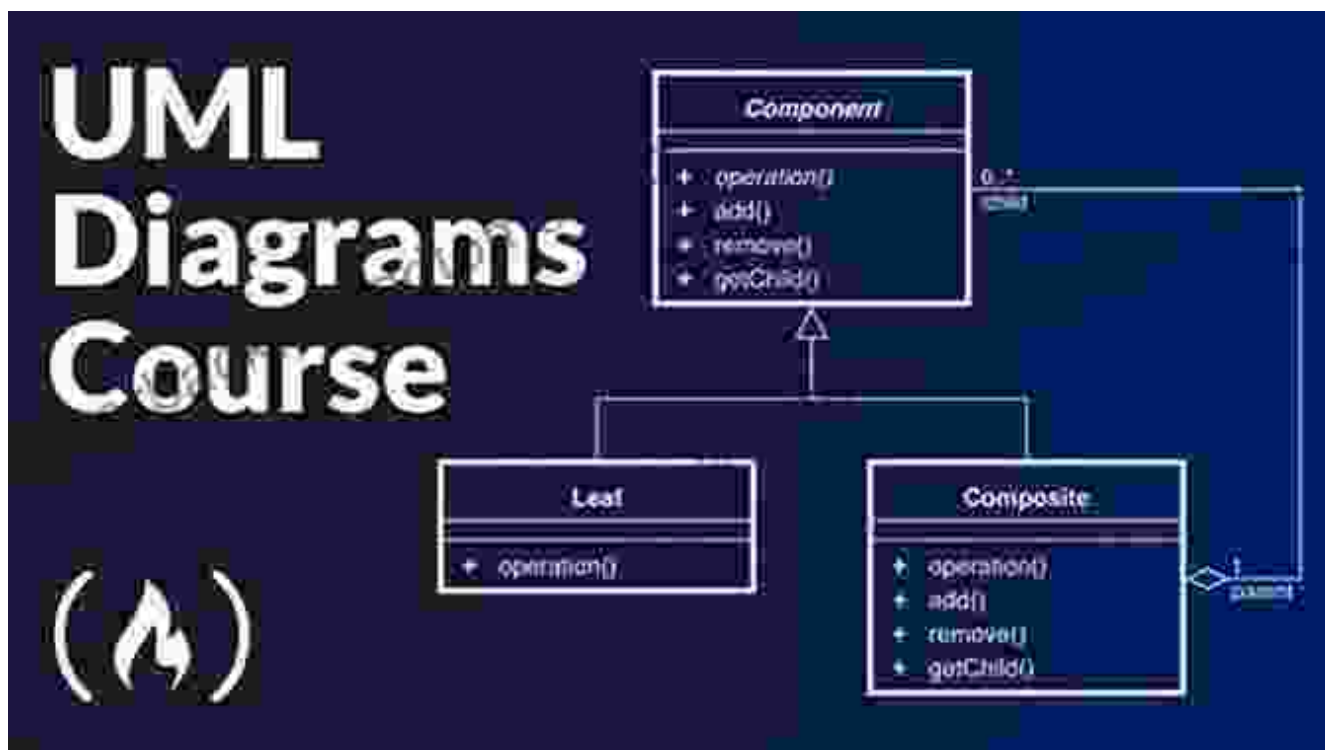 UML
Diagrams
Course
Component
+ operation()
+ add()
+ remove()
+ getChild()
0..*
child
Leaf
+ operation()
Composite
+ operation()
+ add()
+ remove()
+ getChild()
1
parent